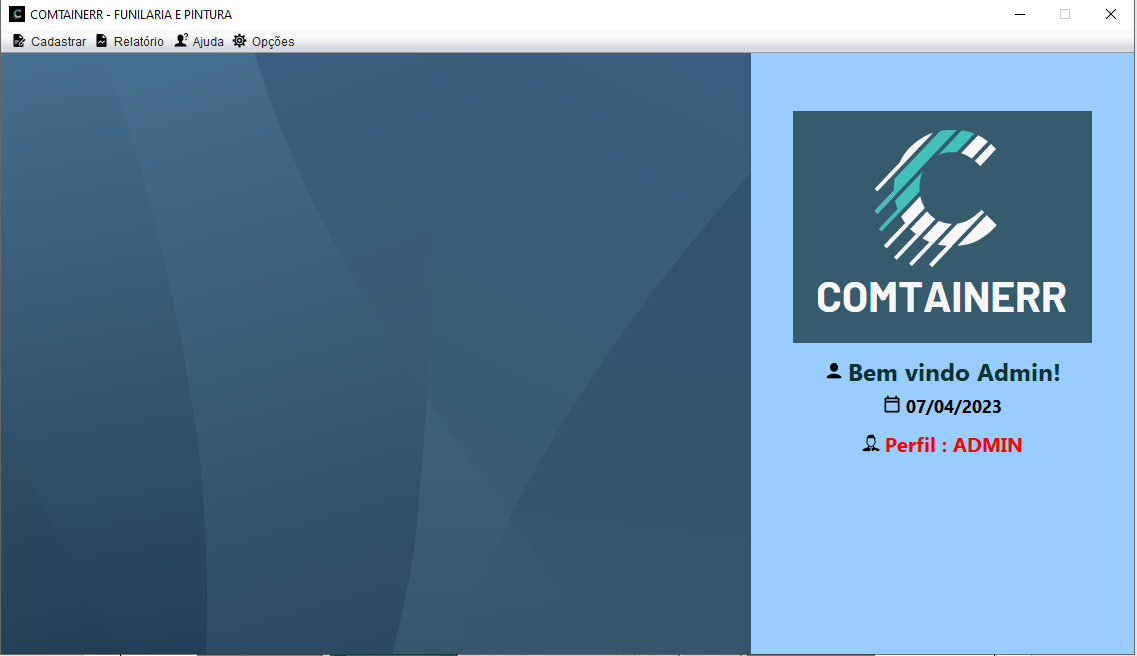 COMTAINERR - FUNILARIA E PINTURA
Cadastrar Relatório Ajuda Opções
COMTAINERR
Bem vindo Admin!
07/04/2023
Perfil : ADMIN